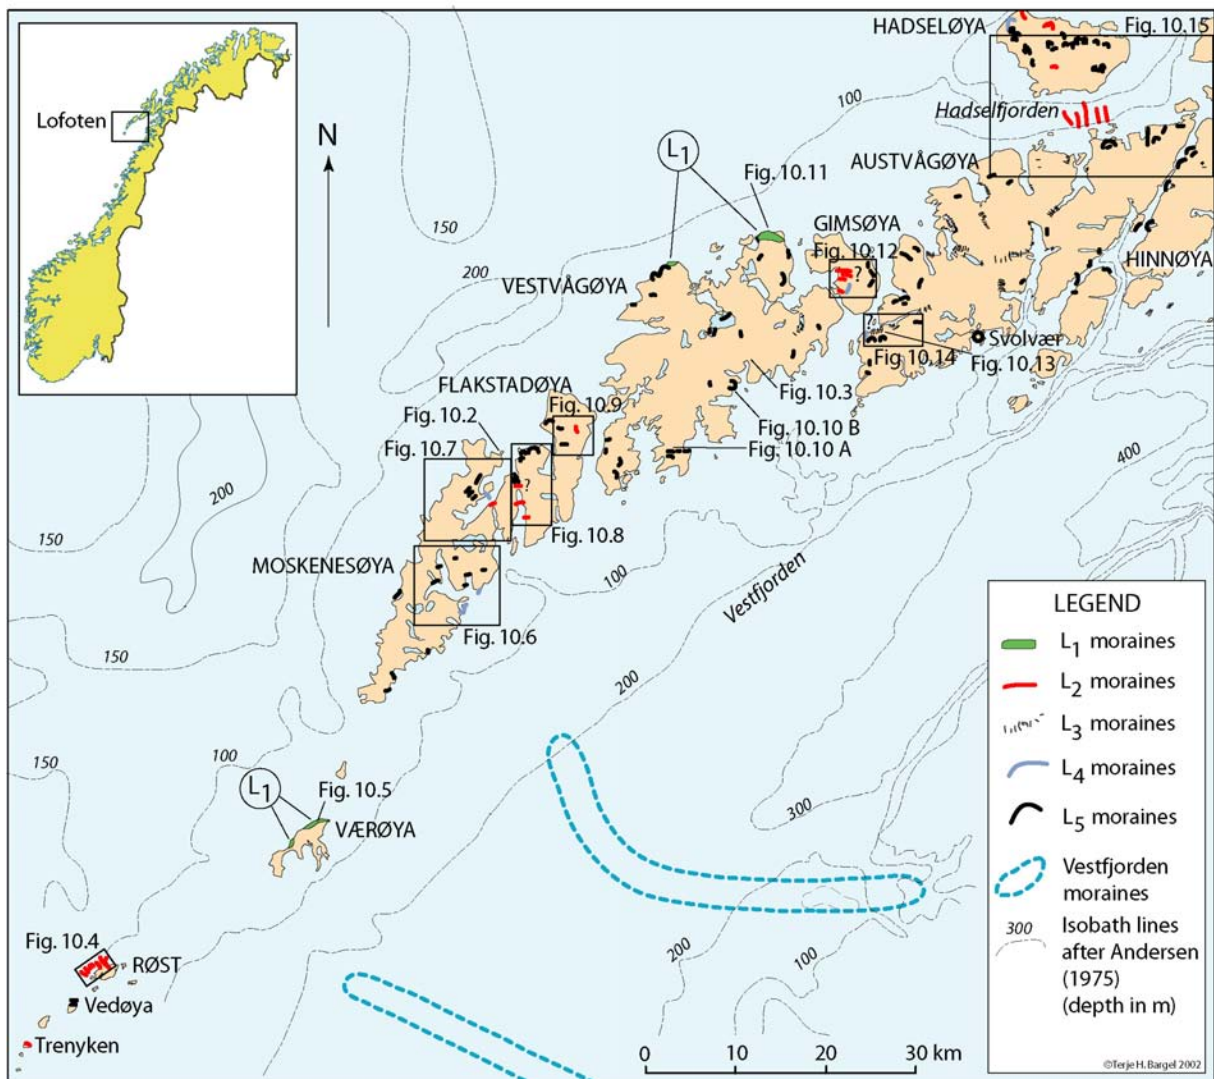 HADSELØYA
Fig. 10.15
Lofoten
N
100
Hadselfjorden
L1
Fig. 10.11
AUSTVÅGØYA
150
GIMSØYA
Fig. 10.12
?
HINNØYA
200
VESTVÅGØYA
?
Svolvær
Fig. 10.14
Fig. 10.13
FLAKSTADØYA
Fig. 10.3
Fig. 10.9
Fig. 10.2
Fig. 10.10 B
Fig. 10.7
Fig. 10.10 A
400
200
?
150
Fig. 10.8
MOSKENESØYA
100
Vestfjorden
Fig. 10.6
150
200
100
150
L1
Fig. 10.5
VÆRØYA
300
Fig. 10.4
RØST
200
100
Vedøya
Trenyken
0 10 20 30 km
LEGEND
L1 moraines
L2 moraines
L3 moraines
L4 moraines
L5 moraines
Vestfjorden
moraines
300
Isobath lines
after Andersen
(1975)
(depth in m)
©Terje H. Bargel 2002